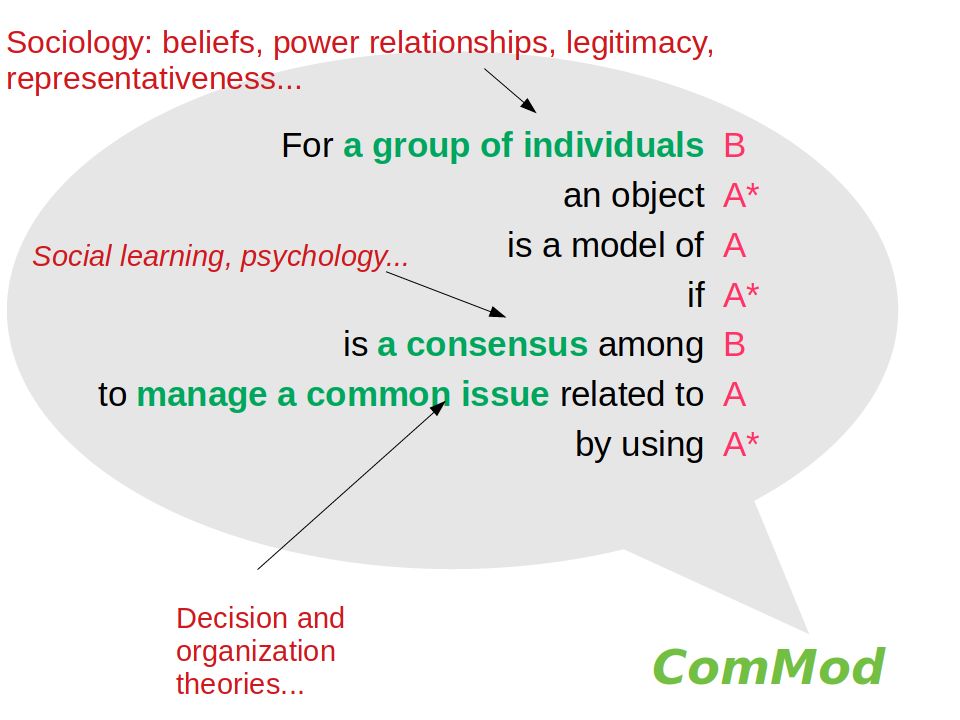 Sociology: beliefs, power relationships, legitimacy,
representativeness...
For a group of individuals B
an object A*
Social learning, psychology...
is a model of A
if A*
is a consensus among B
to manage a common issue related to A
by using A*
Decision and
organization
theories...
ComMod